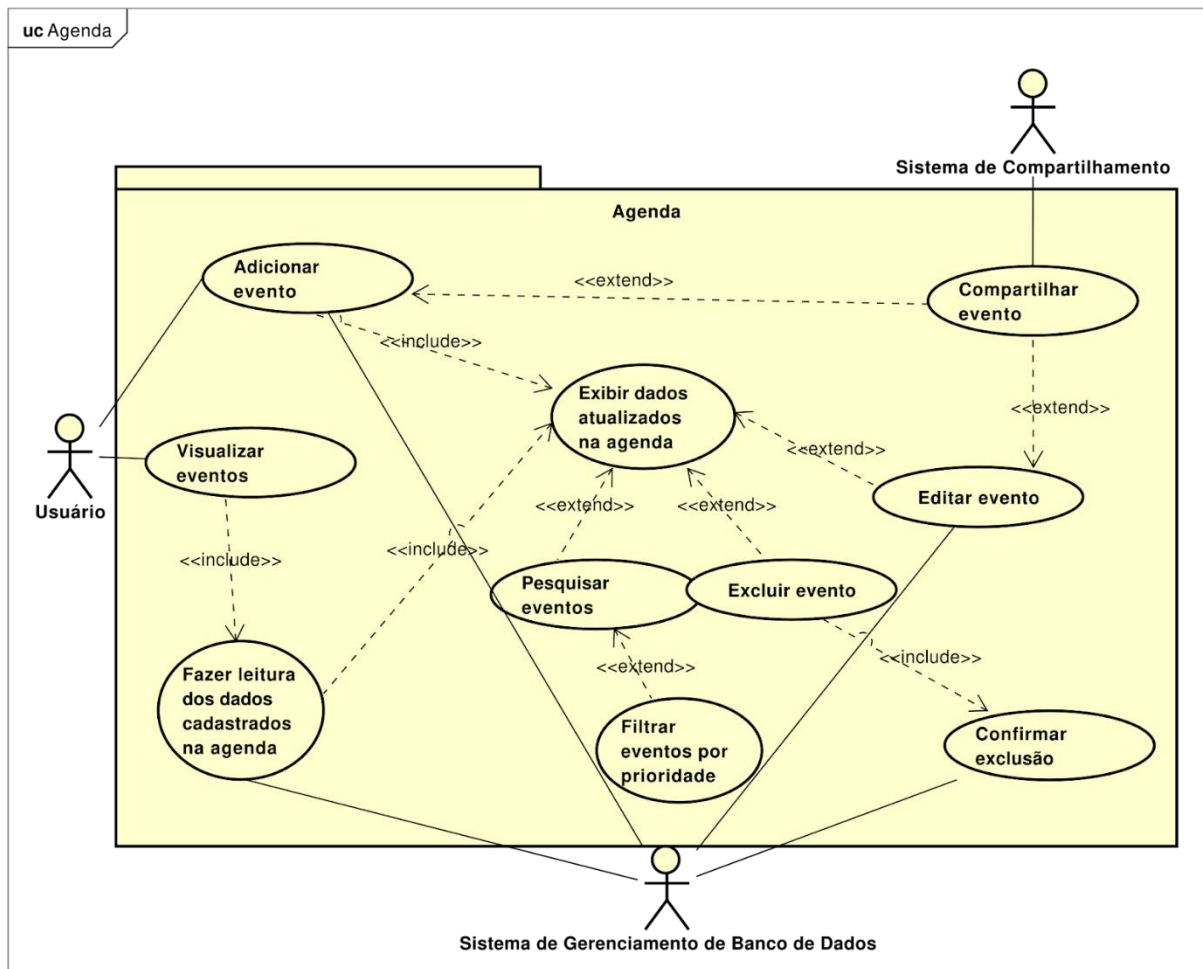 uc Agenda
Sistema de Compartilhamento
Agenda
Adicionar
evento
<<extend>>
Compartilhar
evento
<<include>>
Exibir dados
atualizados
na agenda
<<extend>>
Visualizar
eventos
<<extend>>
Editar evento
Usuário
<<extend>>
<<extend>>
<<include>>
<<include>>
Pesquisar
eventos
Excluir evento
Fazer leitura
dos dados
cadastrados
na agenda
<<extend>>
<<include>>
Filtrar
eventos por
prioridade
Confirmar
exclusão
Sistema de Gerenciamento de Banco de Dados